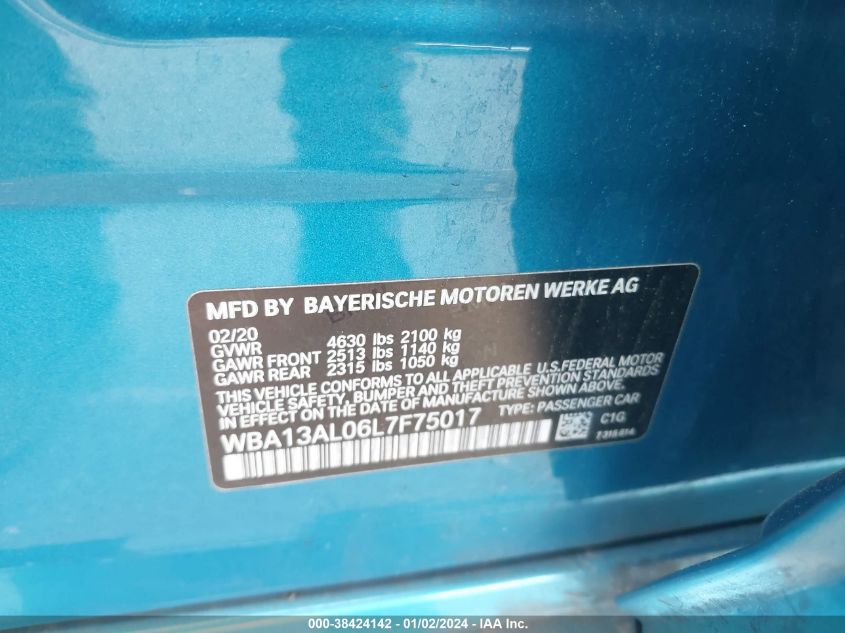 MFD BY BAYERISCHE MOTOREN WERKE AG
02/20
GVWR 4630 lbs 2100 kg
GAWR FRONT 2513 lbs 1140 kg
GAWR REAR 2315 lbs 1050 kg
THIS VEHICLE CONFORMS TO ALL APPLICABLE U.S.FEDERAL MOTOR
VEHICLE SAFETY, BUMPER AND THEFT PREVENTION STANDARDS
IN EFFECT ON THE DATE OF MANUFACTURE SHOWN ABOVE.
WBA13AL06L7F75017 TYPE: PASSENGER CAR
C1G
7318614
000-38424142 - 01/02/2024 - IAA Inc.